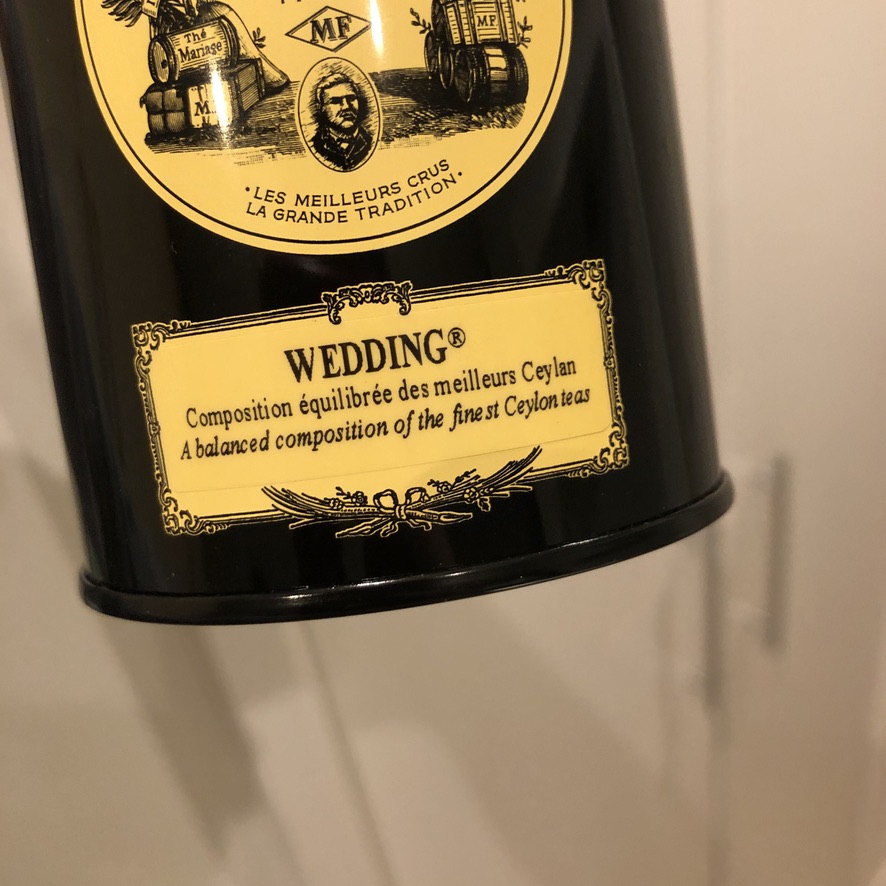 MF
Thé
Mariage
MF
M
• LES MEILLEURS CRUS
LA GRANDE TRADITION •
WEDDING®
Composition équilibrée des meilleurs Ceylan
A balanced composition of the finest Ceylon teas